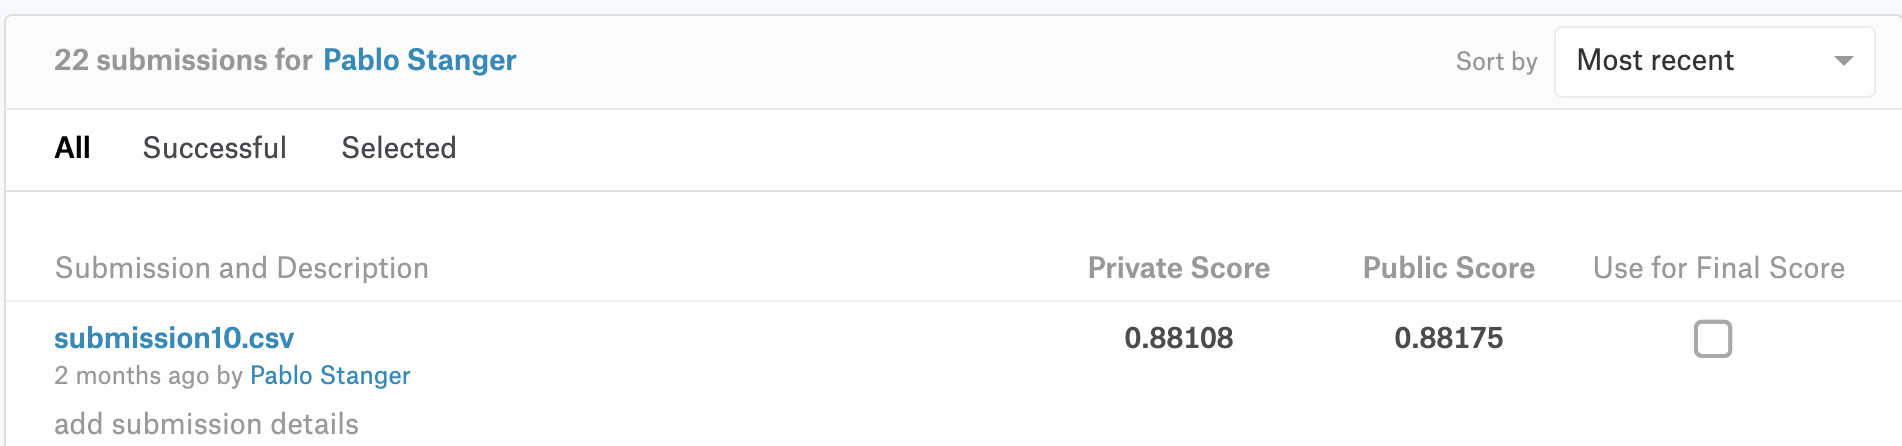 22 submissions for Pablo Stanger Sort by Most recent
All Successful Selected
Submission and Description Private Score Public Score Use for Final Score
submission10.csv 0.88108 0.88175
2 months ago by Pablo Stanger
add submission details